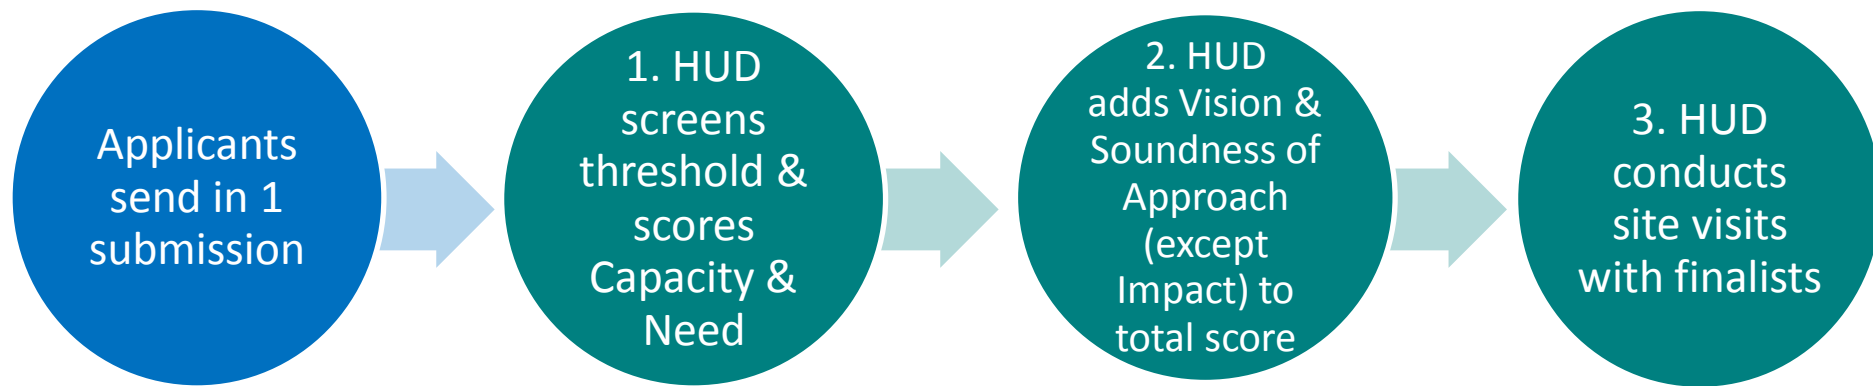 Applicants
send in 1
submission
1. HUD
screens
threshold &
scores
Capacity &
Need
2. HUD
adds Vision &
Soundness of
Approach
(except
Impact) to
total score
3. HUD
conducts
site visits
with finalists